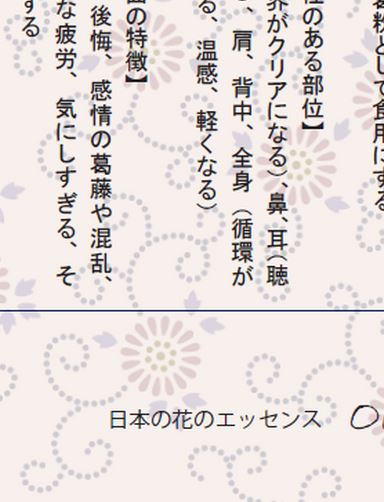 粉として食用にする
性のある部位】
界がクリアになる)、鼻、耳(聴
、肩、背中、全身(循環が
る、温感、軽くなる)
面の特徴】
後悔、感情の葛藤や混乱、
な疲労、気にしすぎる、そ
する
日本の花のエッセンス